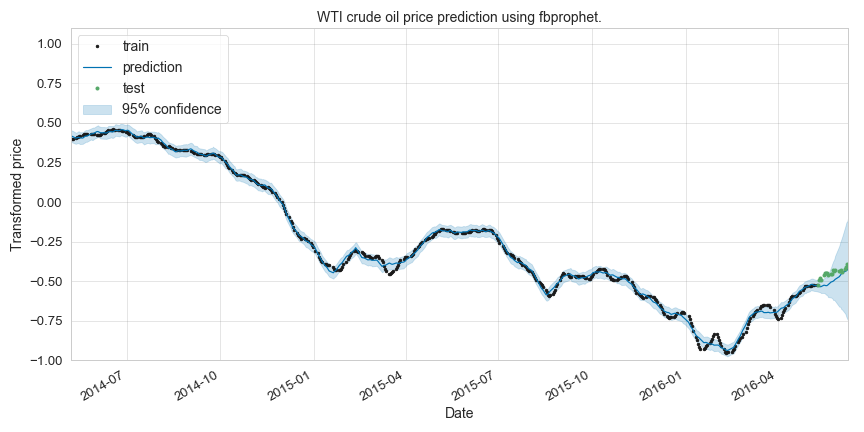 WTI crude oil price prediction using fbprophet.
train
prediction
test
95% confidence
Transformed price
1.00
0.75
0.50
0.25
0.00
−0.25
−0.50
−0.75
−1.00
2014-07
2014-10
2015-01
2015-04
2015-07
2015-10
2016-01
2016-04
Date